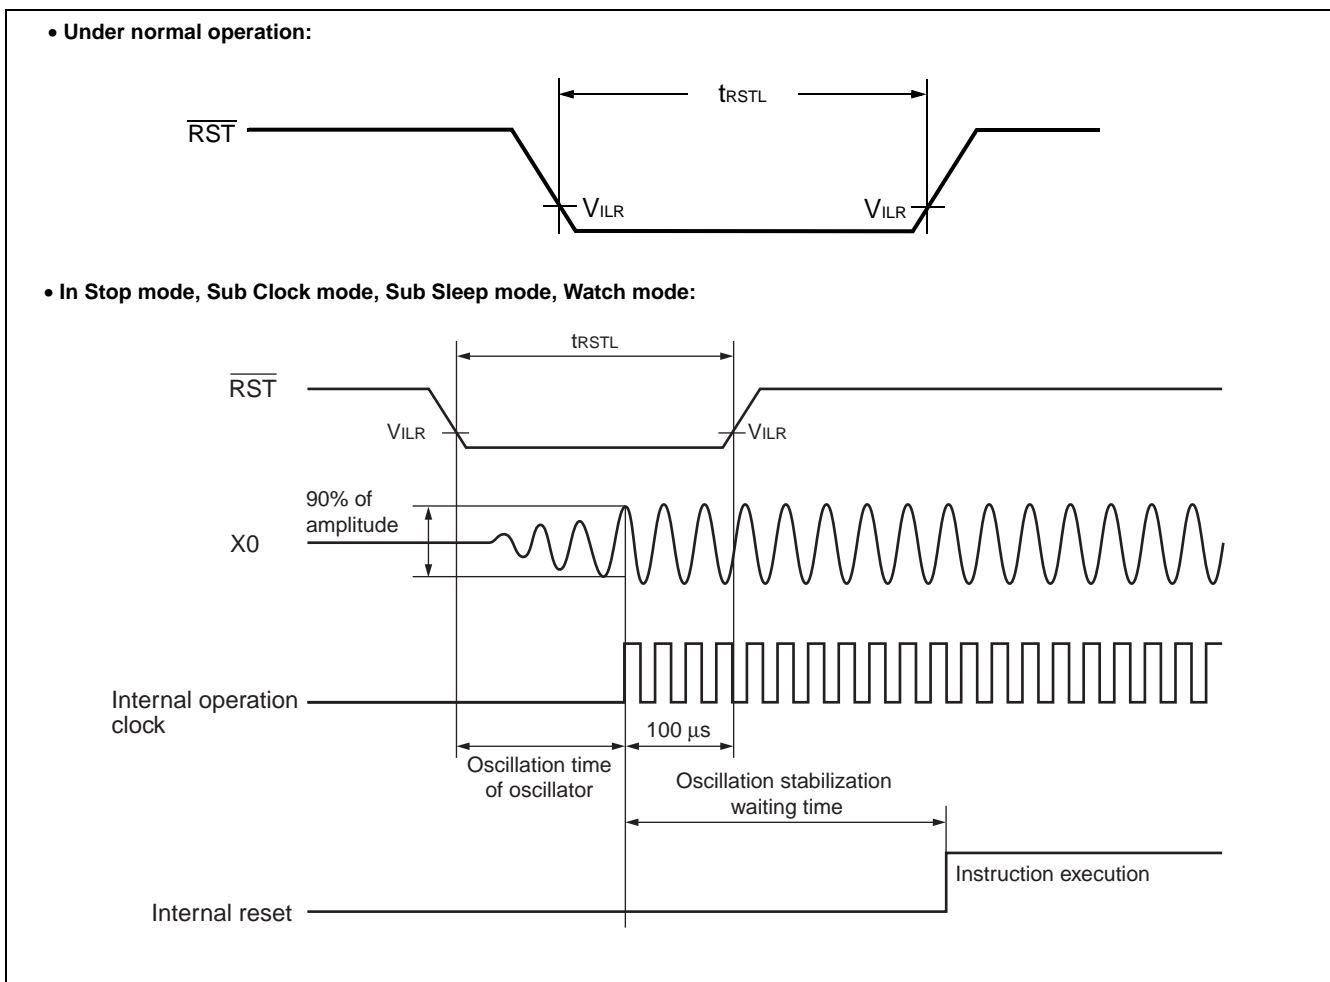 • Under normal operation:
tRSTL
RST
VILR
VILR
• In Stop mode, Sub Clock mode, Sub Sleep mode, Watch mode:
tRSTL
RST
VILR
VILR
90% of
amplitude
X0
Internal operation
clock
100 μs
Oscillation time
of oscillator
Oscillation stabilization
waiting time
Instruction execution
Internal reset